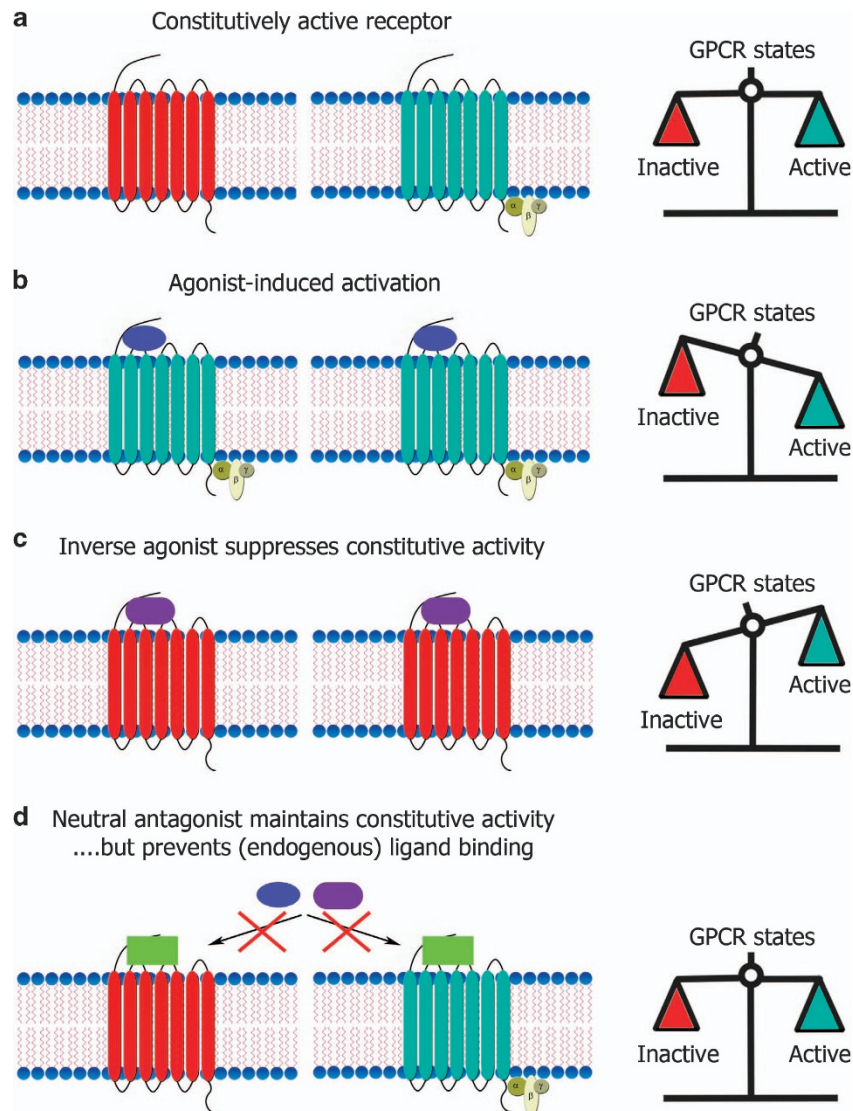 a
Constitutively active receptor
GPCR states
Inactive
Active
α
β
γ
b
Agonist-induced activation
GPCR states
Inactive
Active
α
β
γ
α
β
γ
c
Inverse agonist suppresses constitutive activity
GPCR states
Inactive
Active
d
Neutral antagonist maintains constitutive activity
....but prevents (endogenous) ligand binding
GPCR states
Inactive
Active
α
β
γ